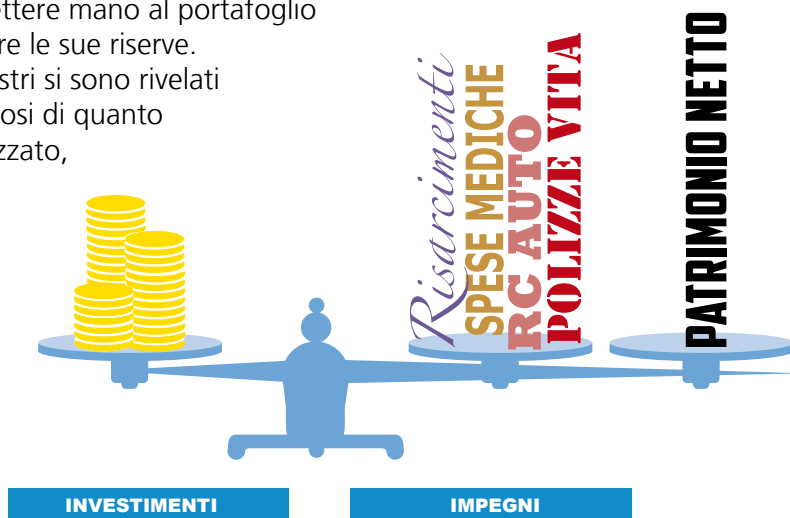 ettere mano al portafoglio
re le sue riserve.
stri si sono rivelati
osi di quanto
zzato,
Risarcimenti
SPESE MEDICHE
RC AUTO
POLIZZE VITA
PATRIMONIO NETTO
INVESTIMENTI
IMPEGNI